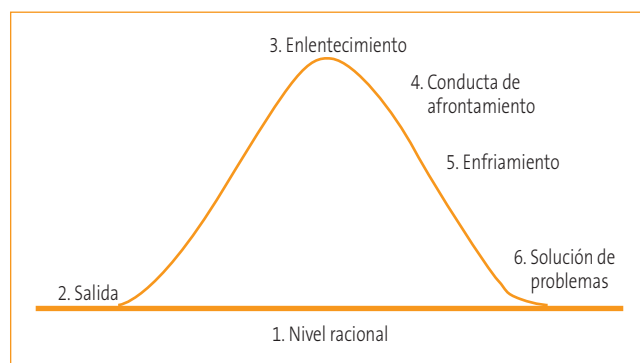 3. Enlentecimiento
4. Conducta de
afrontamiento
5. Enfriamiento
6. Solución de
problemas
2. Salida
1. Nivel racional